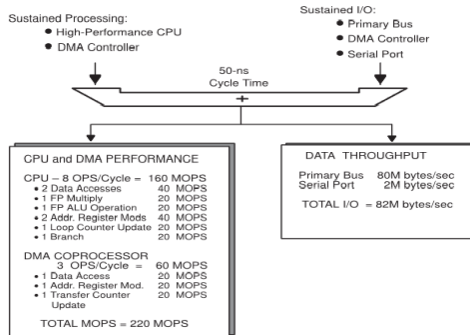 Sustained Processing:
• High-Performance CPU
• DMA Controller
Sustained I/O:
• Primary Bus
• DMA Controller
• Serial Port
50-ns
Cycle Time
+
CPU and DMA PERFORMANCE
CPU – 8 OPS/Cycle = 160 MOPS
• 2 Data Accesses 40 MOPS
• 1 FP Multiply 20 MOPS
• 1 FP ALU Operation 20 MOPS
• 2 Addr. Register Mods 40 MOPS
• 1 Loop Counter Update 20 MOPS
• 1 Branch 20 MOPS
DMA COPROCESSOR
3 OPS/Cycle = 60 MOPS
• 1 Data Access 20 MOPS
• 1 Addr. Register Mod. 20 MOPS
• 1 Transfer Counter 20 MOPS
Update
TOTAL MOPS = 220 MOPS
DATA THROUGHPUT
Primary Bus 80M bytes/sec
Serial Port 2M bytes/sec
TOTAL I/O = 82M bytes/sec